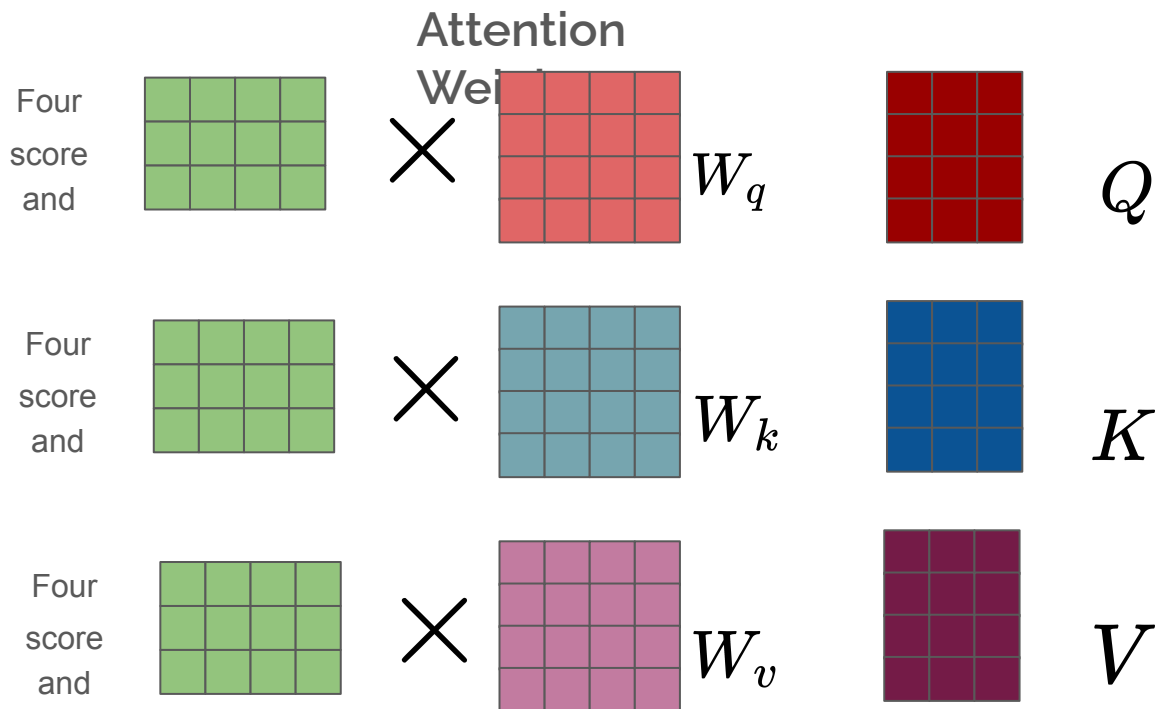 Attention
Four
score
and
W_q
Q
Four
score
and
W_k
K
Four
score
and
W_v
V